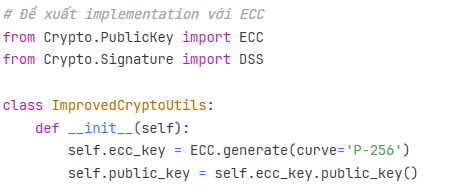 # Đề xuất implementation với ECC
from Crypto.PublicKey import ECC
from Crypto.Signature import DSS

class ImprovedCryptoUtils:
    def __init__(self):
        self.ecc_key = ECC.generate(curve='P-256')
        self.public_key = self.ecc_key.public_key()